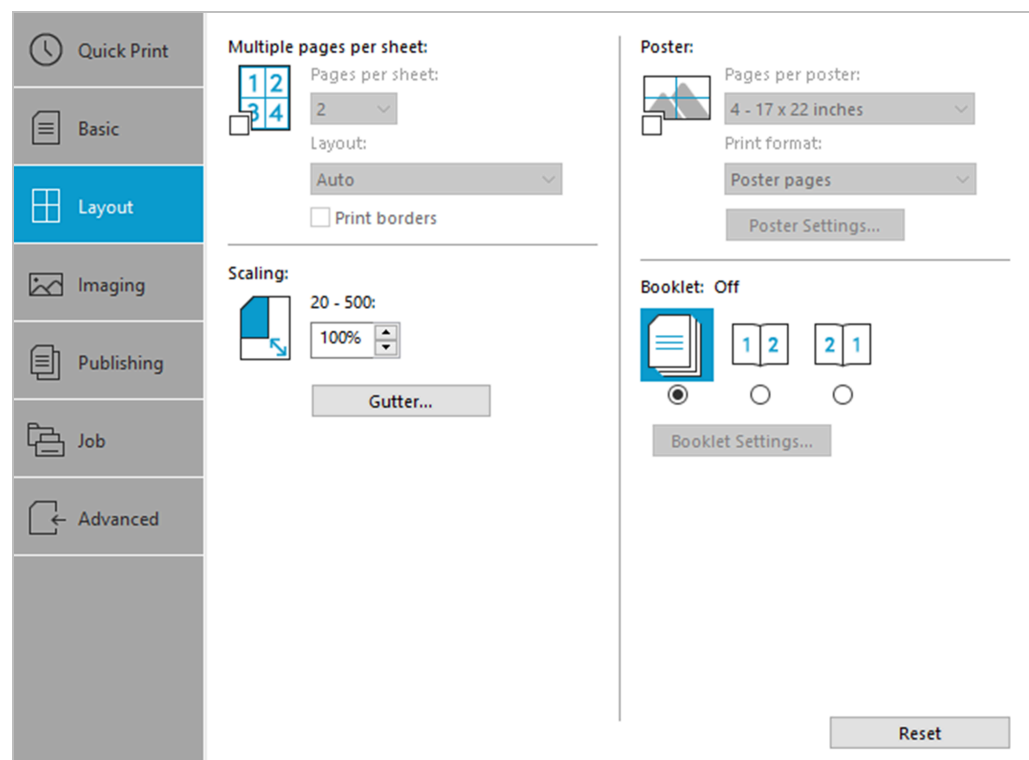 Quick Print
Basic
Layout
Imaging
Publishing
Job
Advanced
Multiple pages per sheet:
1 2
3 4
Pages per sheet:
2
Layout:
Auto
Print borders
Scaling:
20 - 500:
100%
Gutter...
Poster:
Pages per poster:
4 - 17 x 22 inches
Print format:
Poster pages
Poster Settings...
Booklet: Off
1 2
2 1
Booklet Settings...
Reset